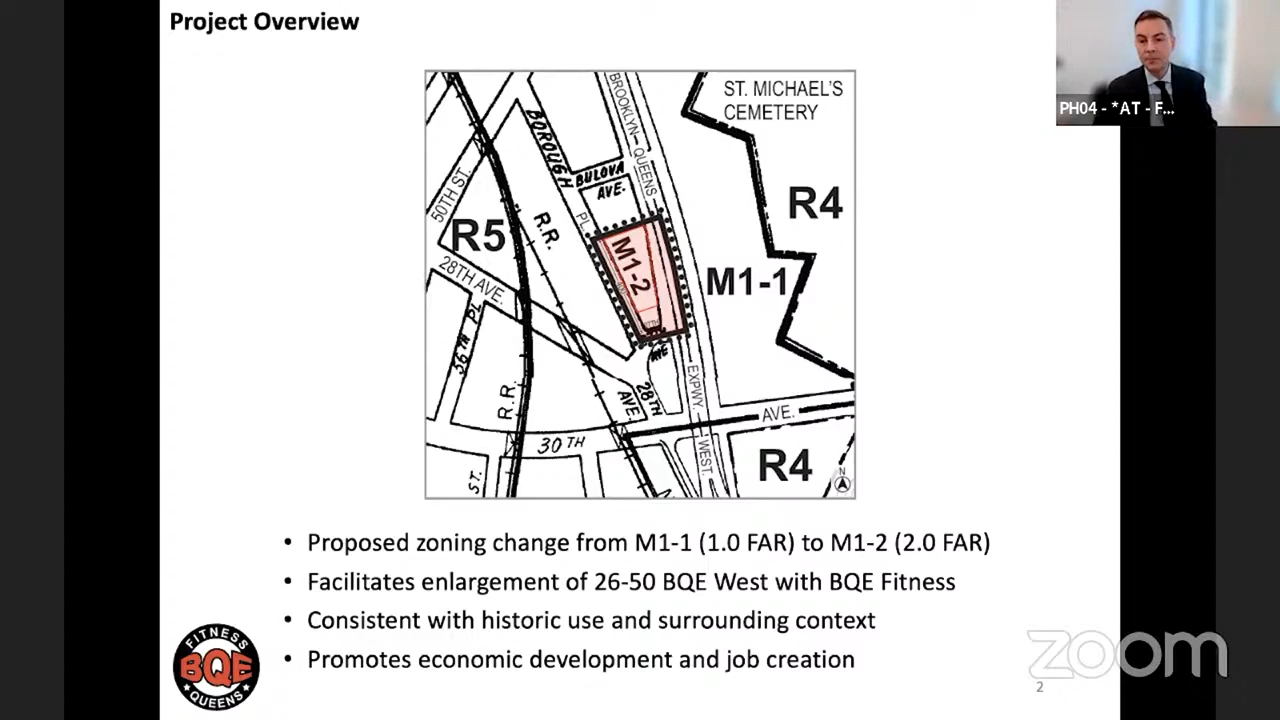 Project Overview
PH04 - *AT - F...
BROOKLYN-QUEENS
ST. MICHAEL'S
CEMETERY
BOROUGH
PL.
BULOVA
AVE.
50TH ST.
R4
R5
R.R.
M1-2
M1-1
28TH AVE.
56TH PL
AVE
28TH
AVE.
EXPWY.
R.R.
AVE.
30TH
WEST.
R4
ST.
N
• Proposed zoning change from M1-1 (1.0 FAR) to M1-2 (2.0 FAR)
• Facilitates enlargement of 26-50 BQE West with BQE Fitness
• Consistent with historic use and surrounding context
• Promotes economic development and job creation
FITNESS
BQE
QUEENS
zoom
2